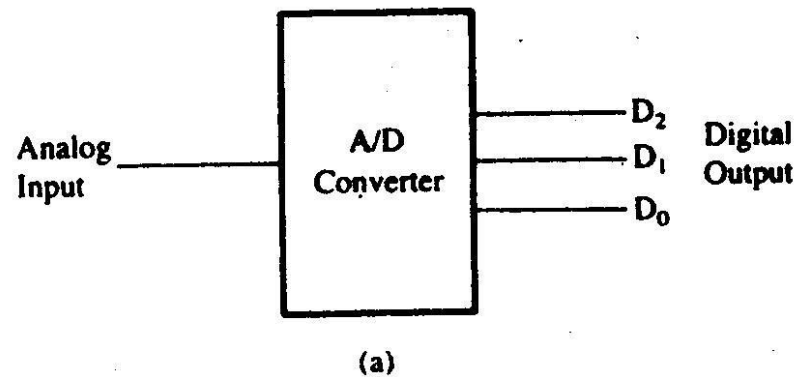 Analog
Input
A/D
Converter
D₂
D₁
D₀
Digital
Output
(a)